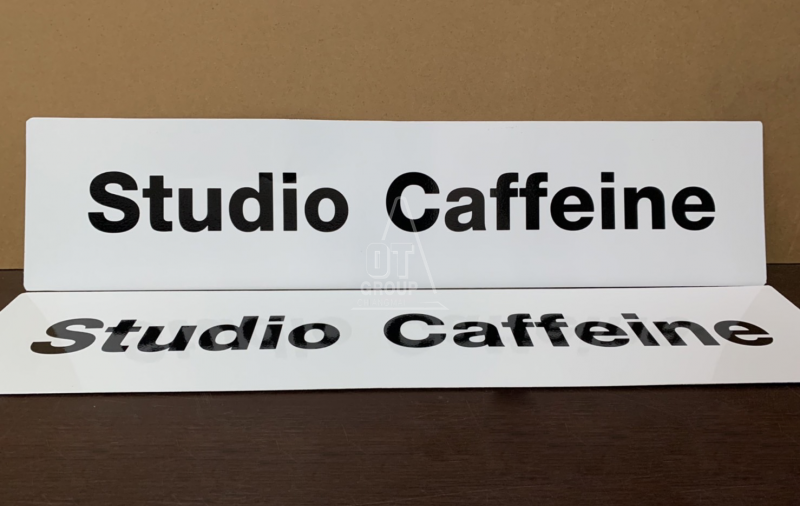 Studio Caffeine
OT
GROUP
Studio Caffeine